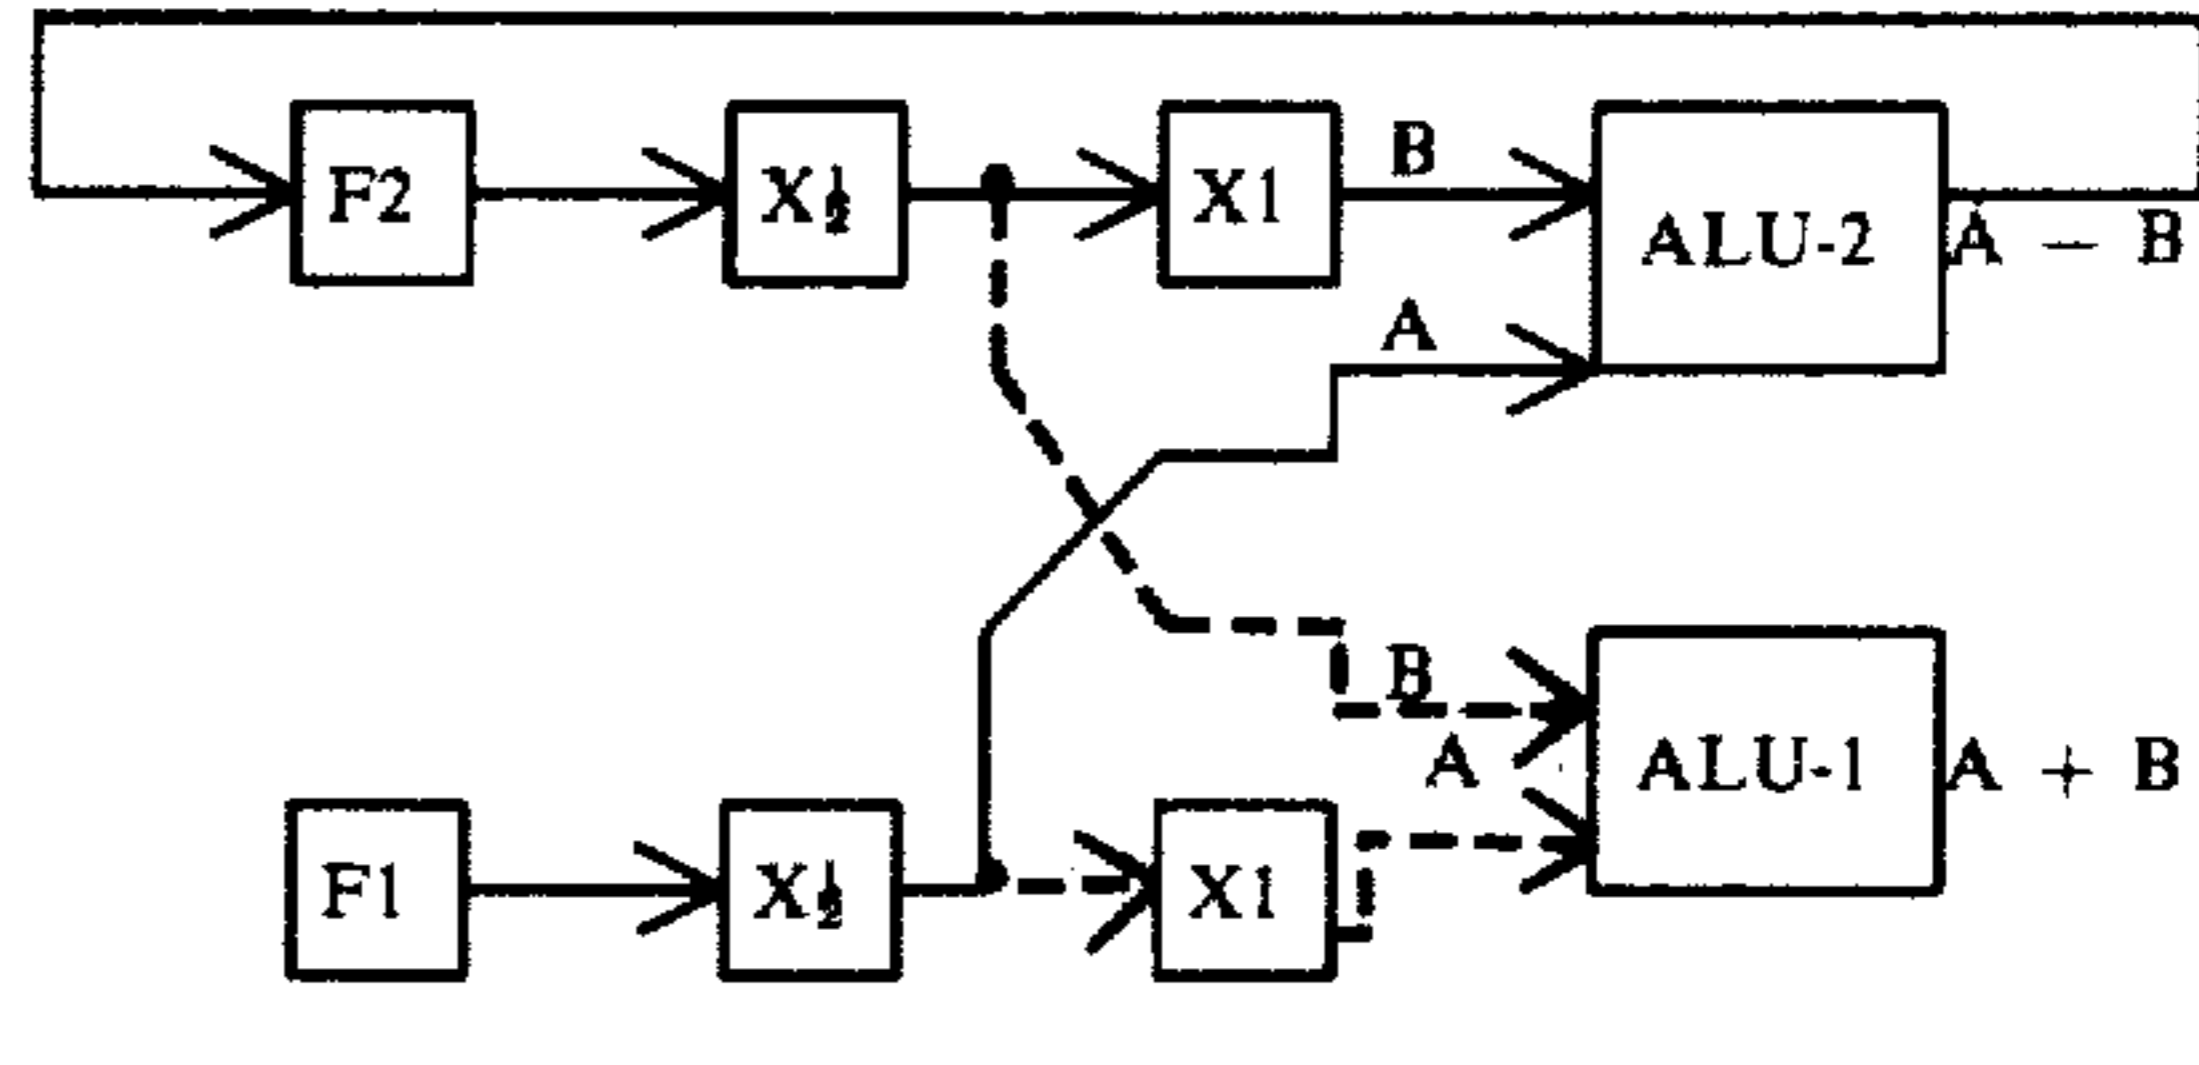 F2 X½ X1 B ALU-2 A − B
A
B
A ALU-1 A + B
F1 X½ X1